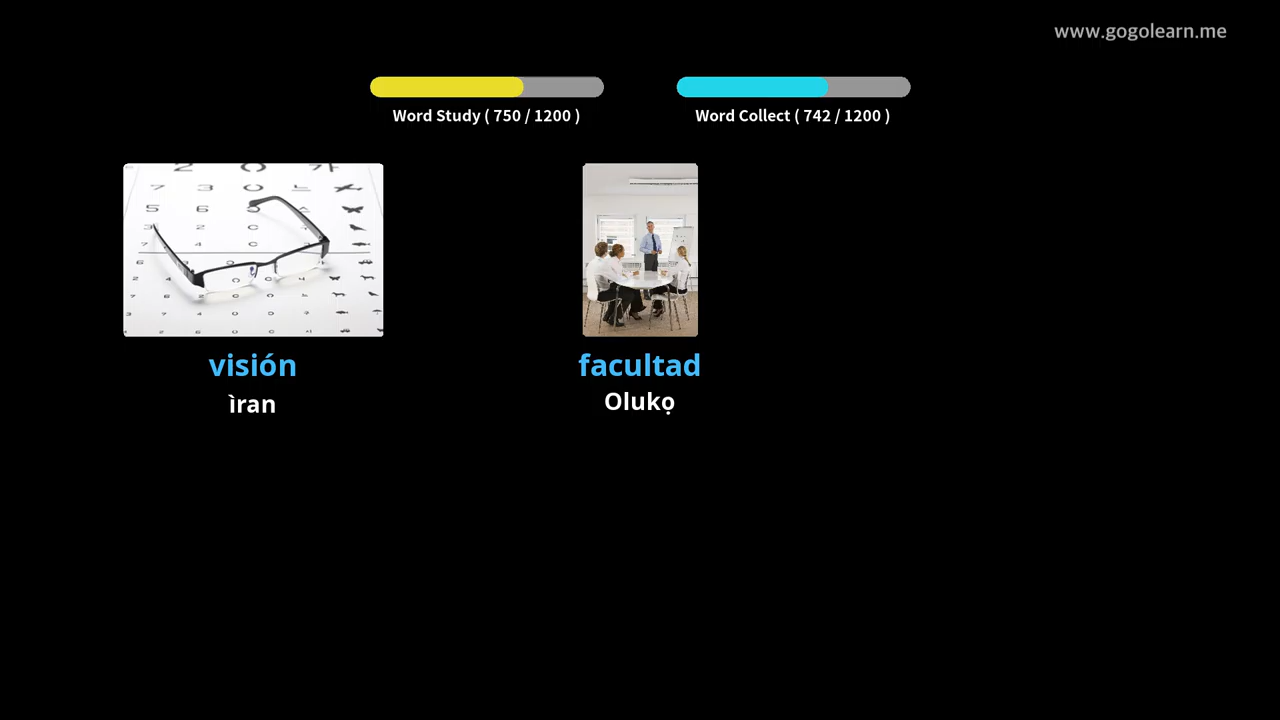 www.gogolearn.me
Word Study ( 750 / 1200 )
Word Collect ( 742 / 1200 )
visión
ìran
facultad
Olukọ